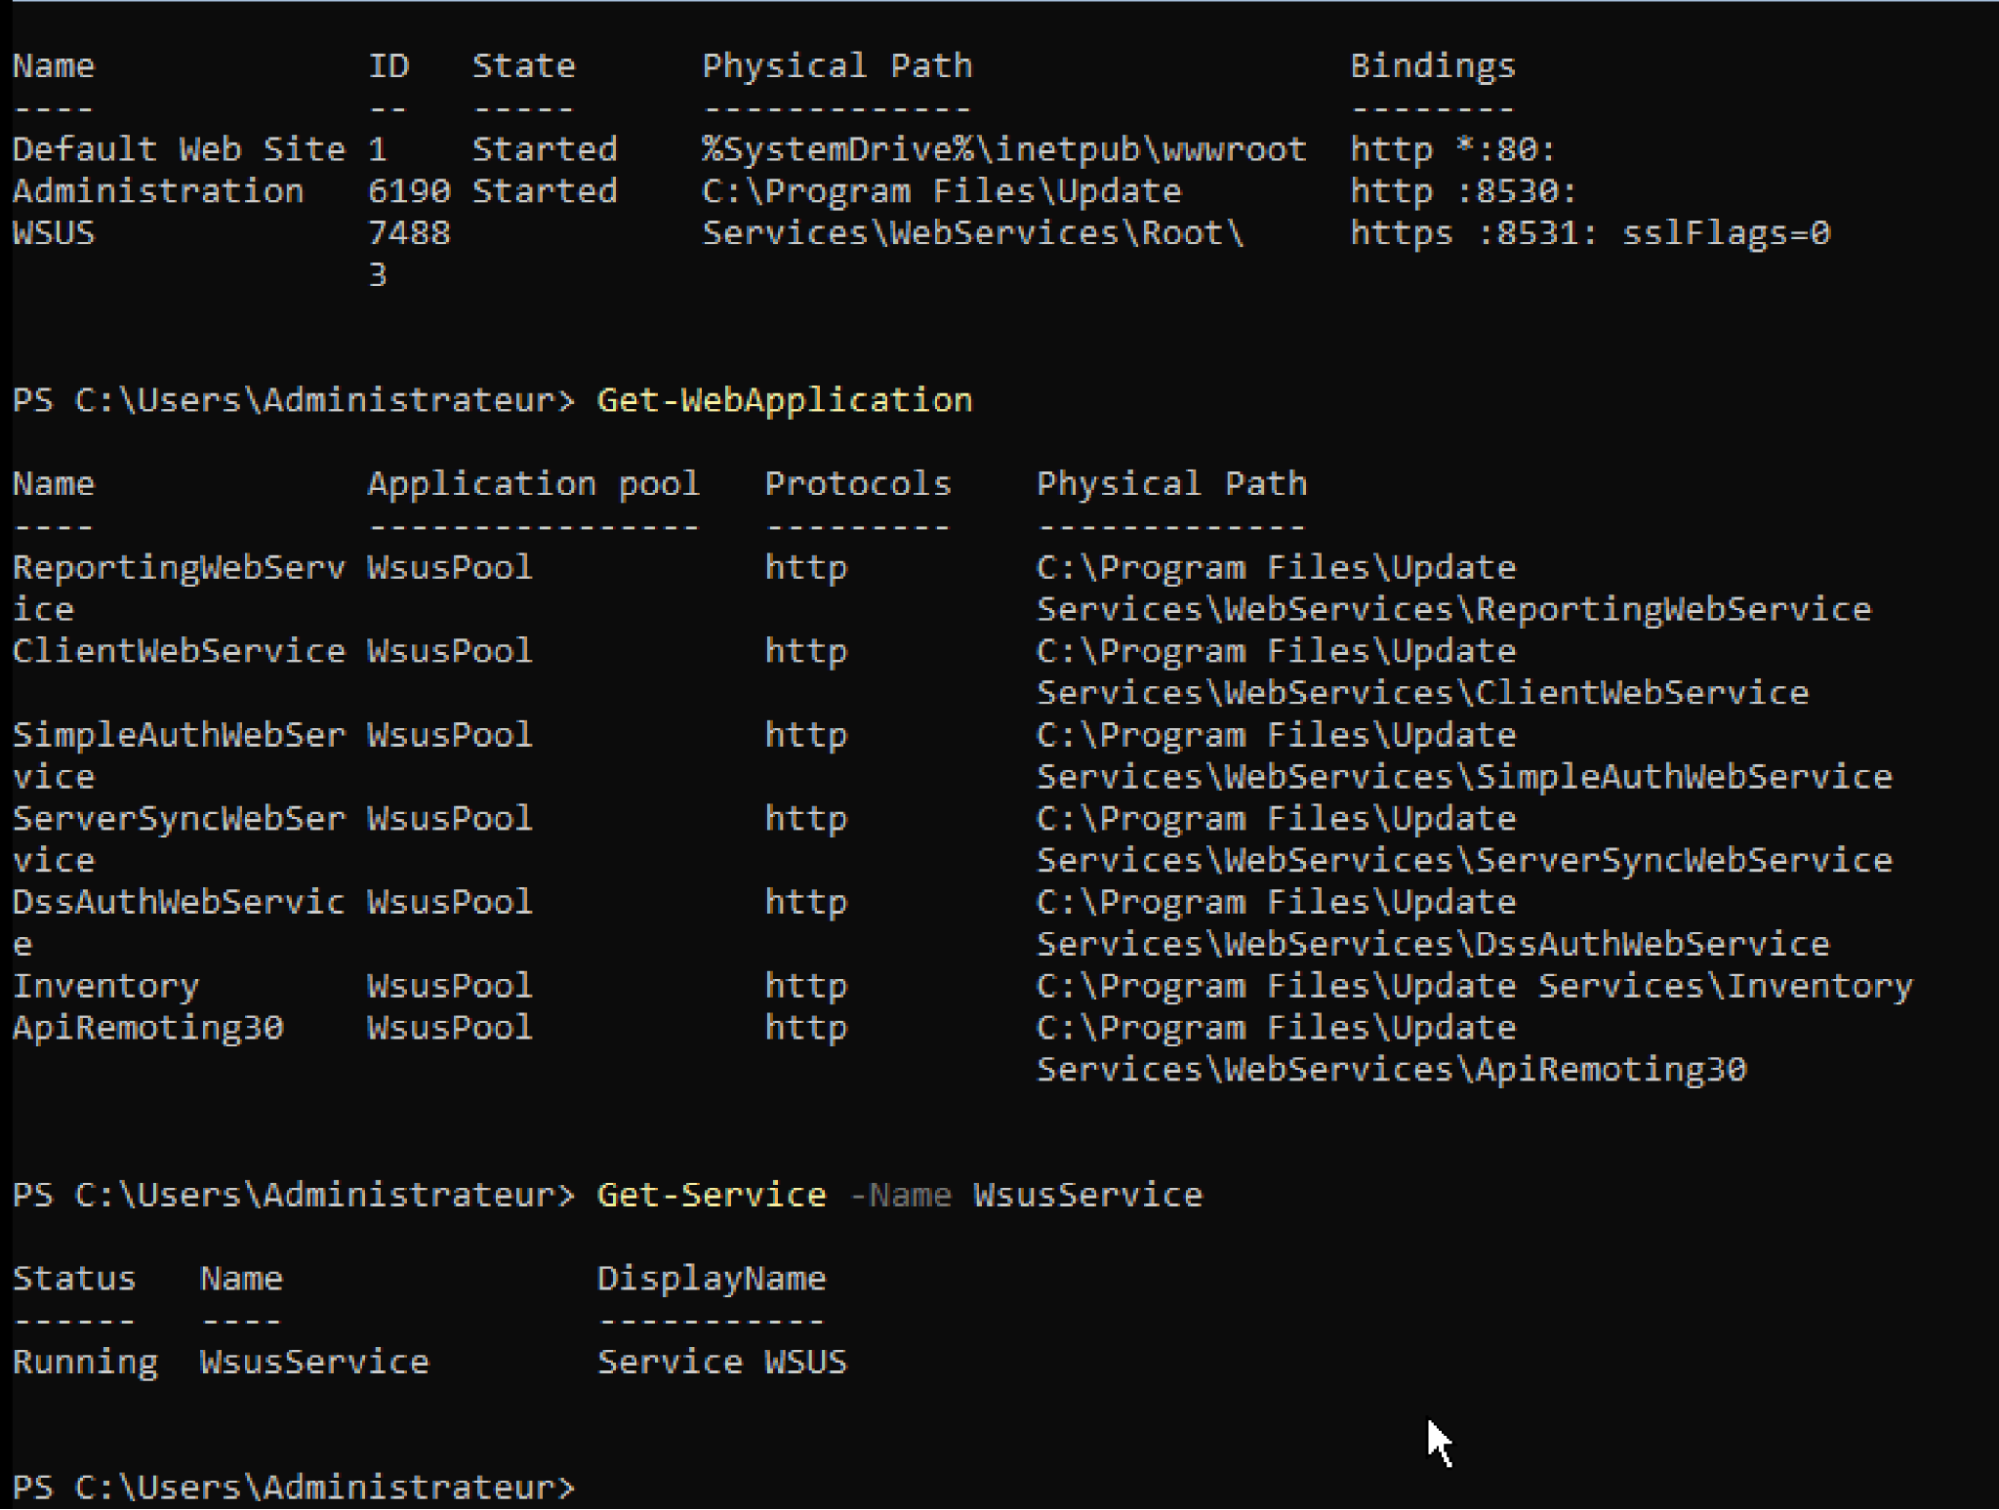 Name ID State Physical Path Bindings
---- -- ----- ------------- --------
Default Web Site 1 Started %SystemDrive%\inetpub\wwwroot http *:80:
Administration 6190 Started C:\Program Files\Update http :8530:
WSUS 7488 Services\WebServices\Root\ https :8531: sslFlags=0
3
PS C:\Users\Administrateur> Get-WebApplication
Name Application pool Protocols Physical Path
---- ---------------- --------- -------------
ReportingWebServ WsusPool http C:\Program Files\Update
ice Services\WebServices\ReportingWebService
ClientWebService WsusPool http C:\Program Files\Update
Services\WebServices\ClientWebService
SimpleAuthWebSer WsusPool http C:\Program Files\Update
vice Services\WebServices\SimpleAuthWebService
ServerSyncWebSer WsusPool http C:\Program Files\Update
vice Services\WebServices\ServerSyncWebService
DssAuthWebServic WsusPool http C:\Program Files\Update
e Services\WebServices\DssAuthWebService
Inventory WsusPool http C:\Program Files\Update Services\Inventory
ApiRemoting30 WsusPool http C:\Program Files\Update
Services\WebServices\ApiRemoting30
PS C:\Users\Administrateur> Get-Service -Name WsusService
Status Name DisplayName
------ ---- -----------
Running WsusService Service WSUS
PS C:\Users\Administrateur>